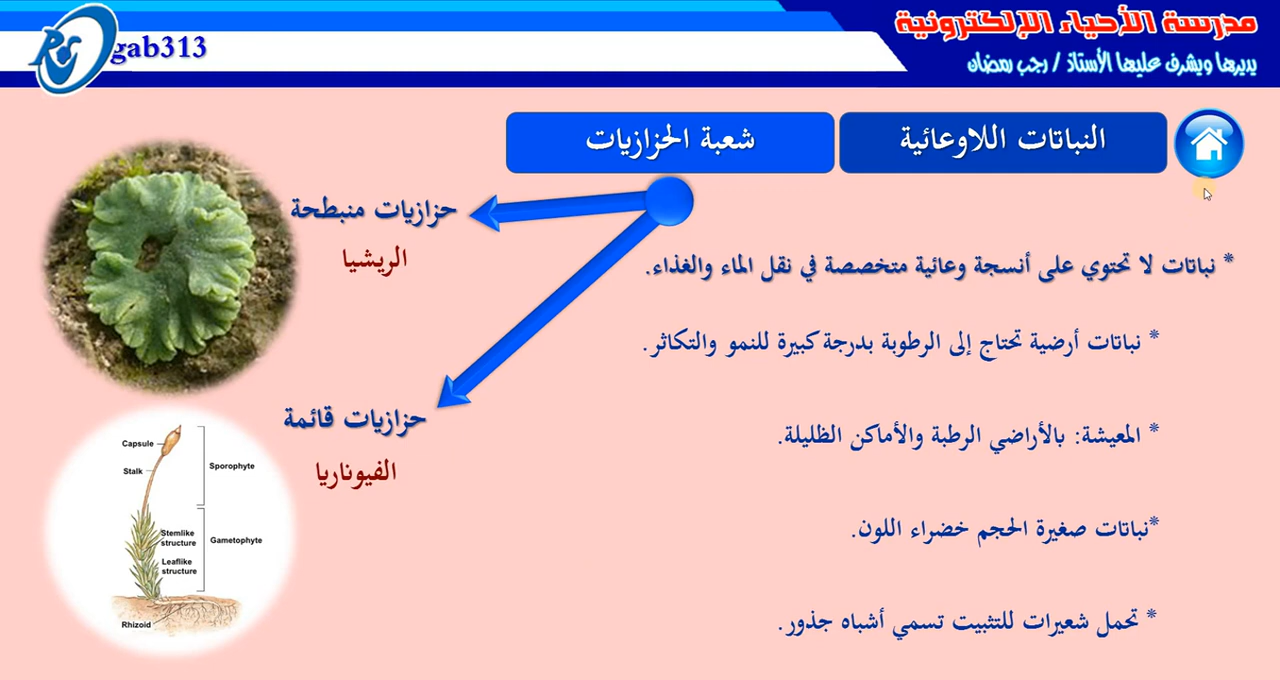 مدرسة الأحياء الإلكترونية
يديرها ويشرف عليها الأستاذ / رجب رمضان
gab313
النباتات اللاوعائية
شعبة الحزازيات
حزازيات منبطحة
الريشيا
* نباتات لا تحتوي على أنسجة وعائية متخصصة في نقل الماء والغذاء.
* نباتات أرضية تحتاج إلى الرطوبة بدرجة كبيرة للنمو والتكاثر.
حزازيات قائمة
الفيوناريا
* المعيشة: بالأراضي الرطبة والأماكن الظليلة.
*نباتات صغيرة الحجم خضراء اللون.
* تحمل شعيرات للتثبيت تسمي أشباه جذور.
Capsule
Stalk
Sporophyte
Stemlike
structure
Gametophyte
Leaflike
structure
Rhizoid